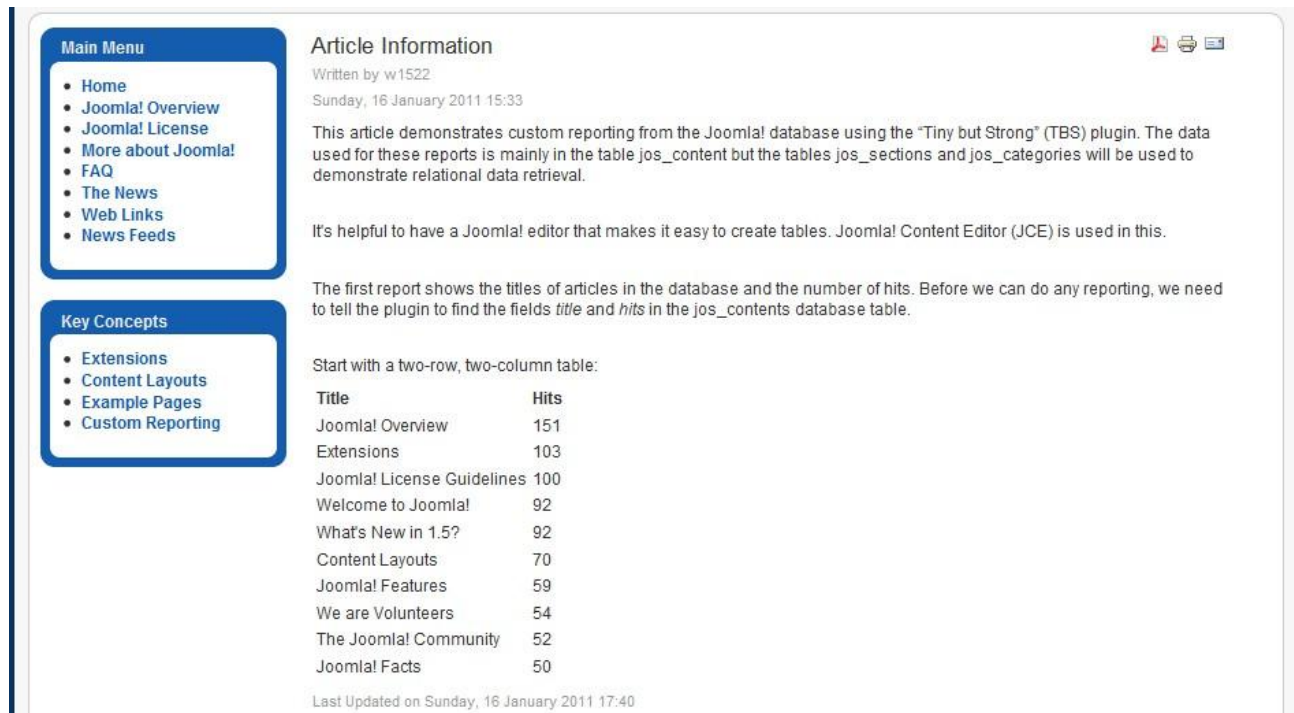 Main Menu
Home
Joomla! Overview
Joomla! License
More about Joomla!
FAQ
The News
Web Links
News Feeds
Key Concepts
Extensions
Content Layouts
Example Pages
Custom Reporting
Article Information
Written by w1522
Sunday, 16 January 2011 15:33
This article demonstrates custom reporting from the Joomla! database using the “Tiny but Strong” (TBS) plugin. The data
used for these reports is mainly in the table jos_content but the tables jos_sections and jos_categories will be used to
demonstrate relational data retrieval.
It's helpful to have a Joomla! editor that makes it easy to create tables. Joomla! Content Editor (JCE) is used in this.
The first report shows the titles of articles in the database and the number of hits. Before we can do any reporting, we need
to tell the plugin to find the fields title and hits in the jos_contents database table.
Start with a two-row, two-column table:
Title Hits
Joomla! Overview 151
Extensions 103
Joomla! License Guidelines 100
Welcome to Joomla! 92
What's New in 1.5? 92
Content Layouts 70
Joomla! Features 59
We are Volunteers 54
The Joomla! Community 52
Joomla! Facts 50
Last Updated on Sunday, 16 January 2011 17:40